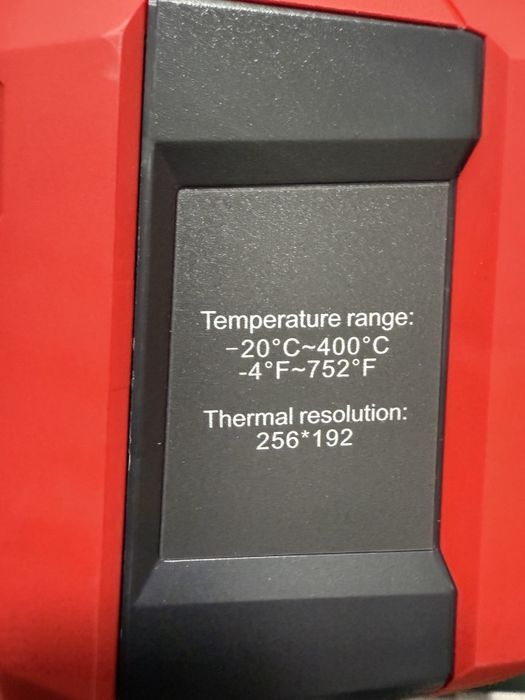 Temperature range:
-20°C~400°C
-4°F~752°F
Thermal resolution:
256*192